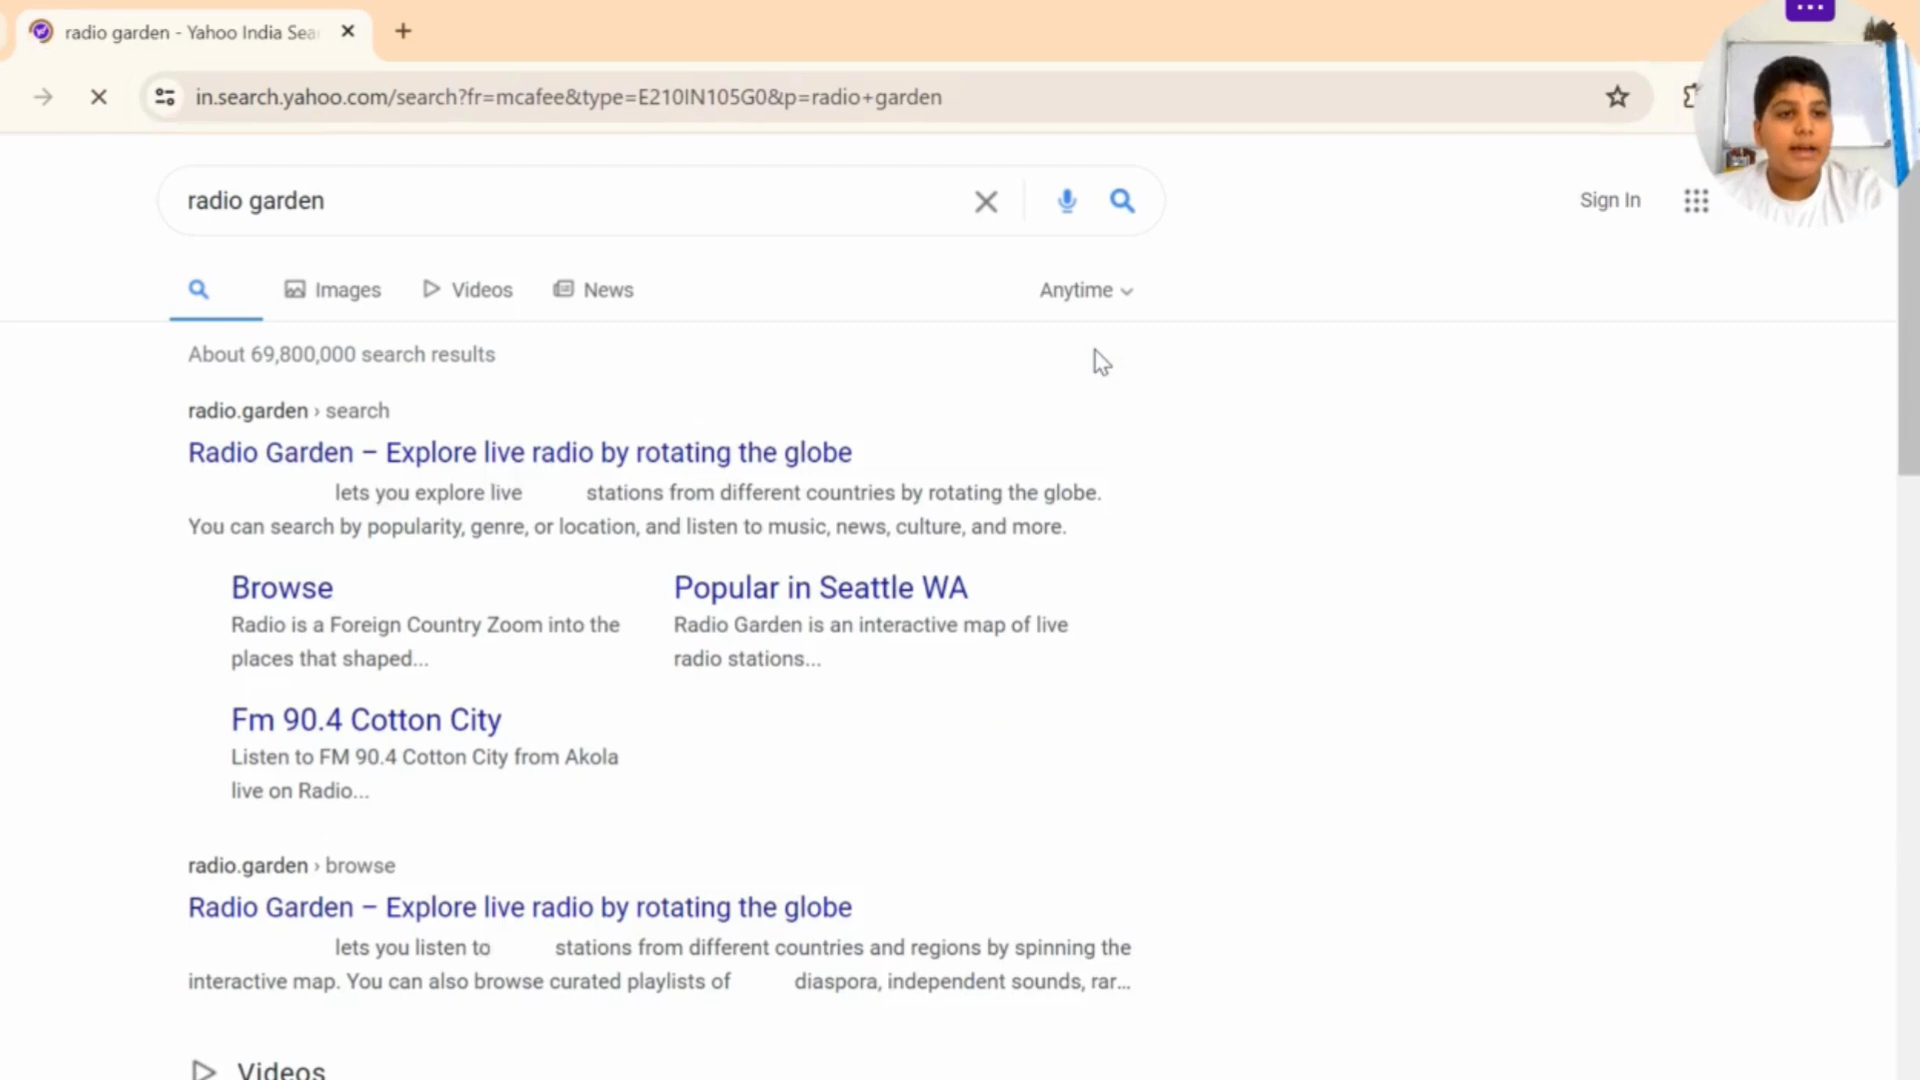 radio garden - Yahoo India Sear
in.search.yahoo.com/search?fr=mcafee&type=E210IN105G0&p=radio+garden
radio garden
Sign In
Images Videos News Anytime
About 69,800,000 search results
radio.garden › search
Radio Garden – Explore live radio by rotating the globe
lets you explore live stations from different countries by rotating the globe.
You can search by popularity, genre, or location, and listen to music, news, culture, and more.
Browse
Radio is a Foreign Country Zoom into the
places that shaped...
Popular in Seattle WA
Radio Garden is an interactive map of live
radio stations...
Fm 90.4 Cotton City
Listen to FM 90.4 Cotton City from Akola
live on Radio...
radio.garden › browse
Radio Garden – Explore live radio by rotating the globe
lets you listen to stations from different countries and regions by spinning the
interactive map. You can also browse curated playlists of diaspora, independent sounds, rar...
Videos